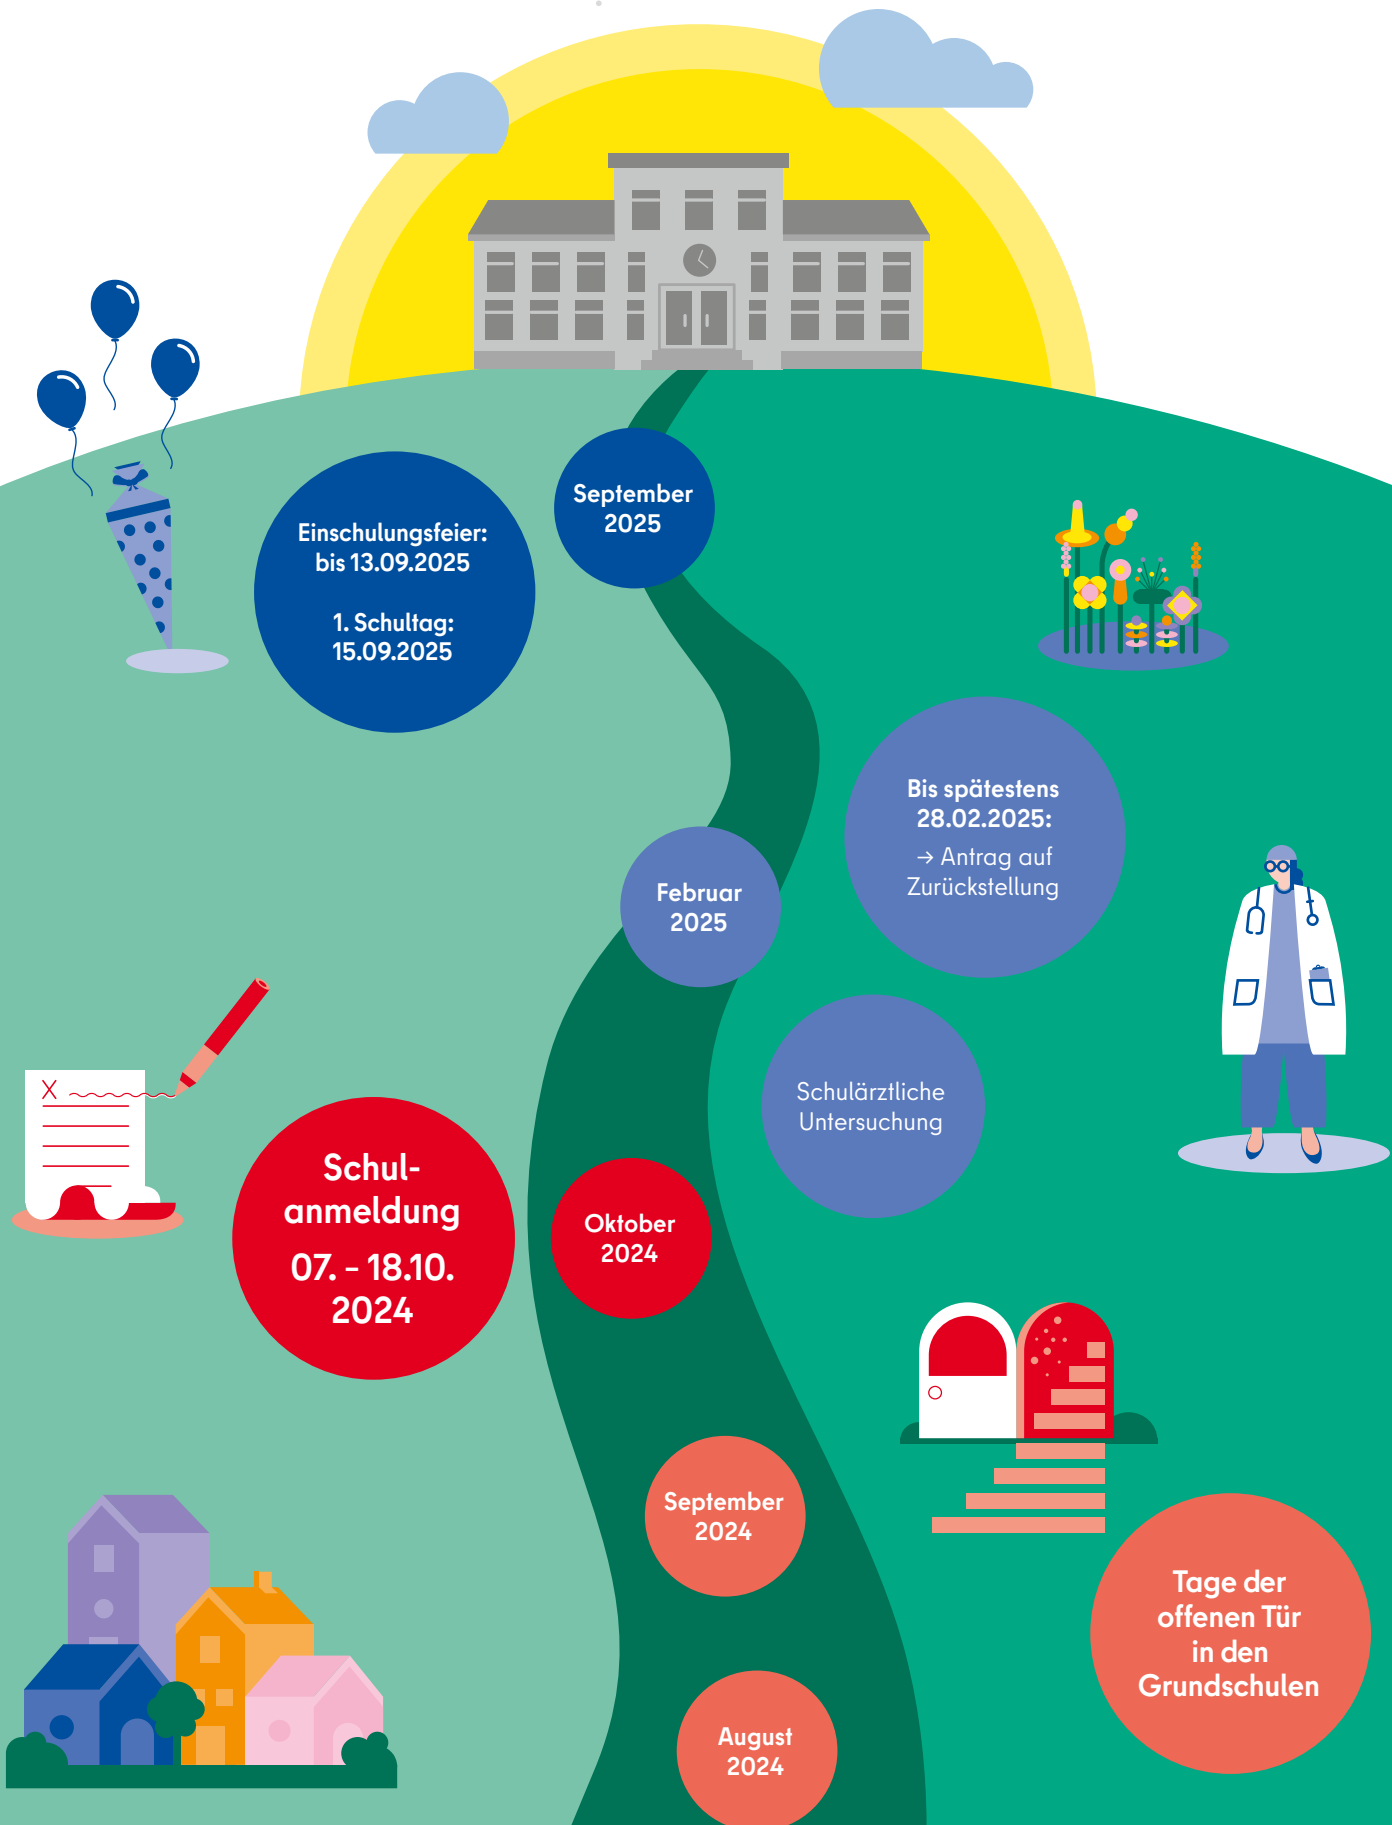 September
2025
Einschulungsfeier:
bis 13.09.2025
1. Schultag:
15.09.2025
Bis spätestens
28.02.2025:
→ Antrag auf
Zurückstellung
Februar
2025
Schulärztliche
Untersuchung
X
Schul-
anmeldung
07. – 18.10.
2024
Oktober
2024
September
2024
Tage der
offenen Tür
in den
Grundschulen
August
2024